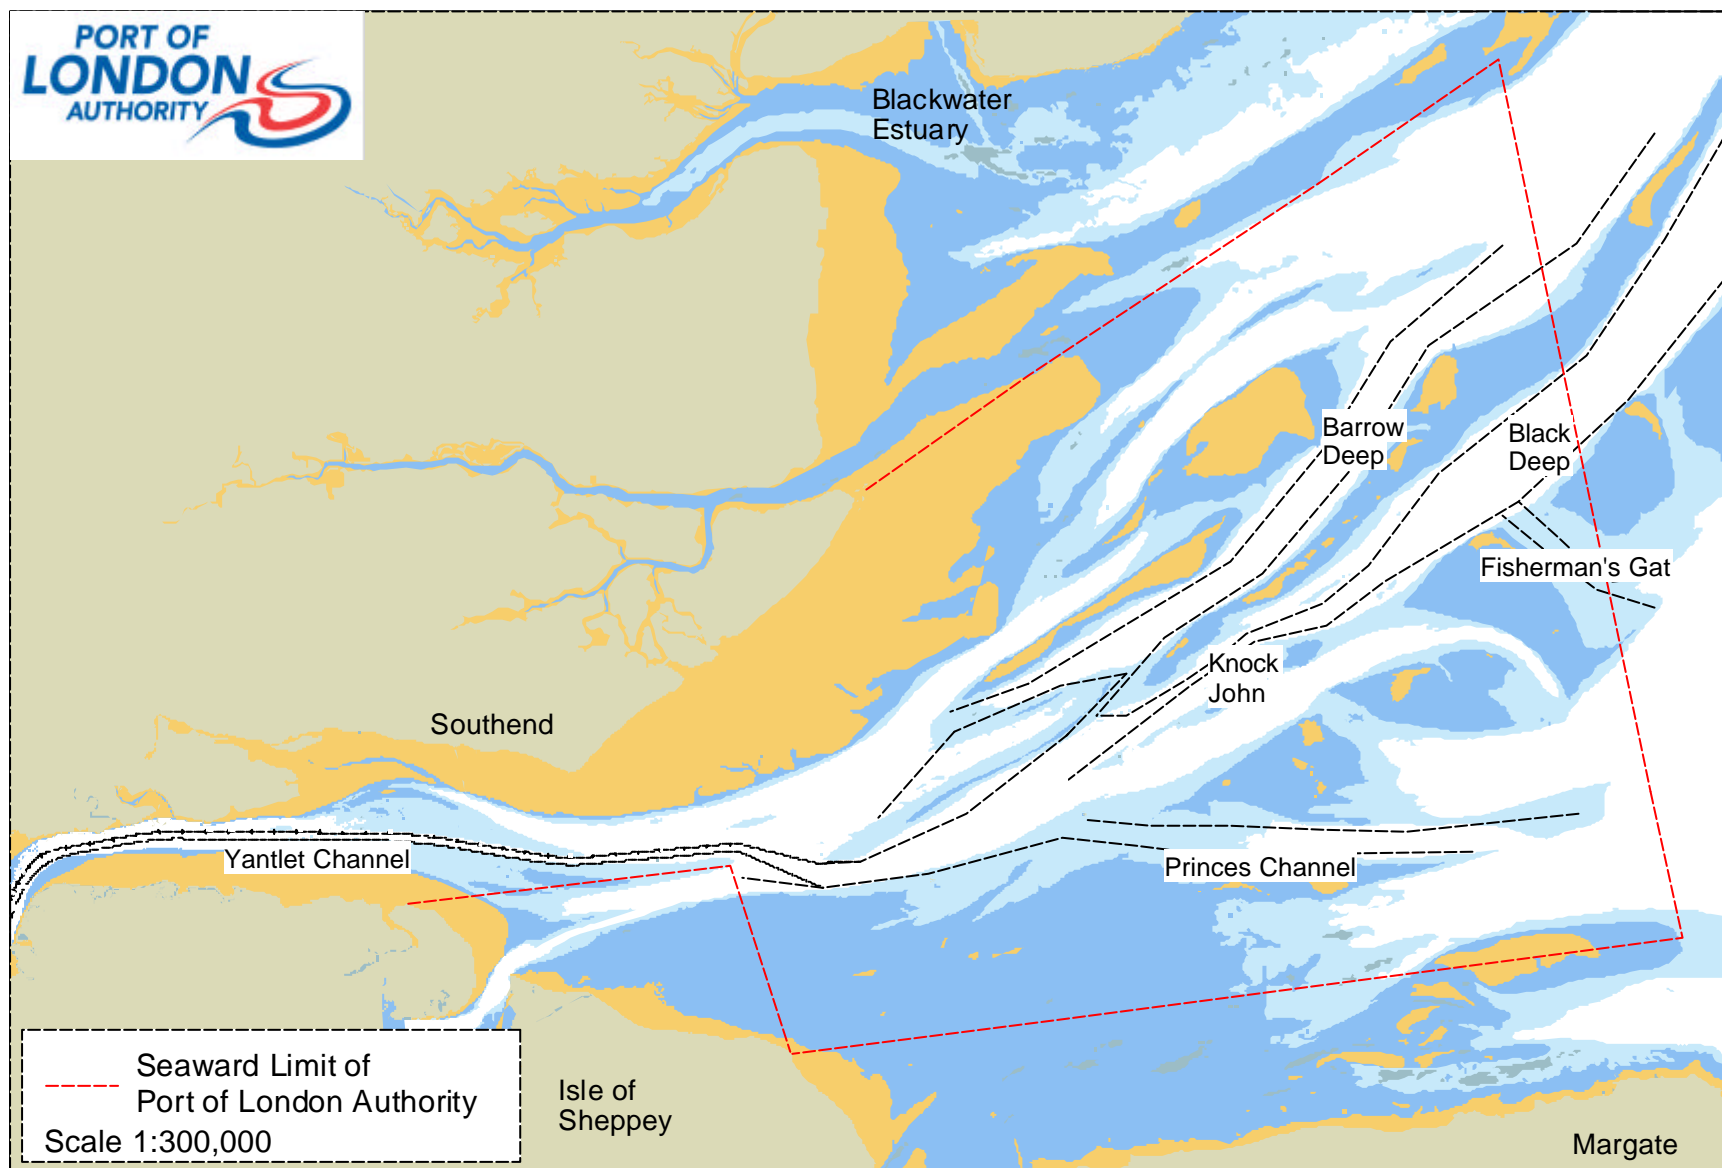 PORT OF
LONDON
AUTHORITY
Blackwater
Estuary
Barrow
Deep
Black
Deep
Fisherman's Gat
Knock
John
Southend
Yantlet Channel
Princes Channel
Seaward Limit of
Port of London Authority
Scale 1:300,000
Isle of
Sheppey
Margate